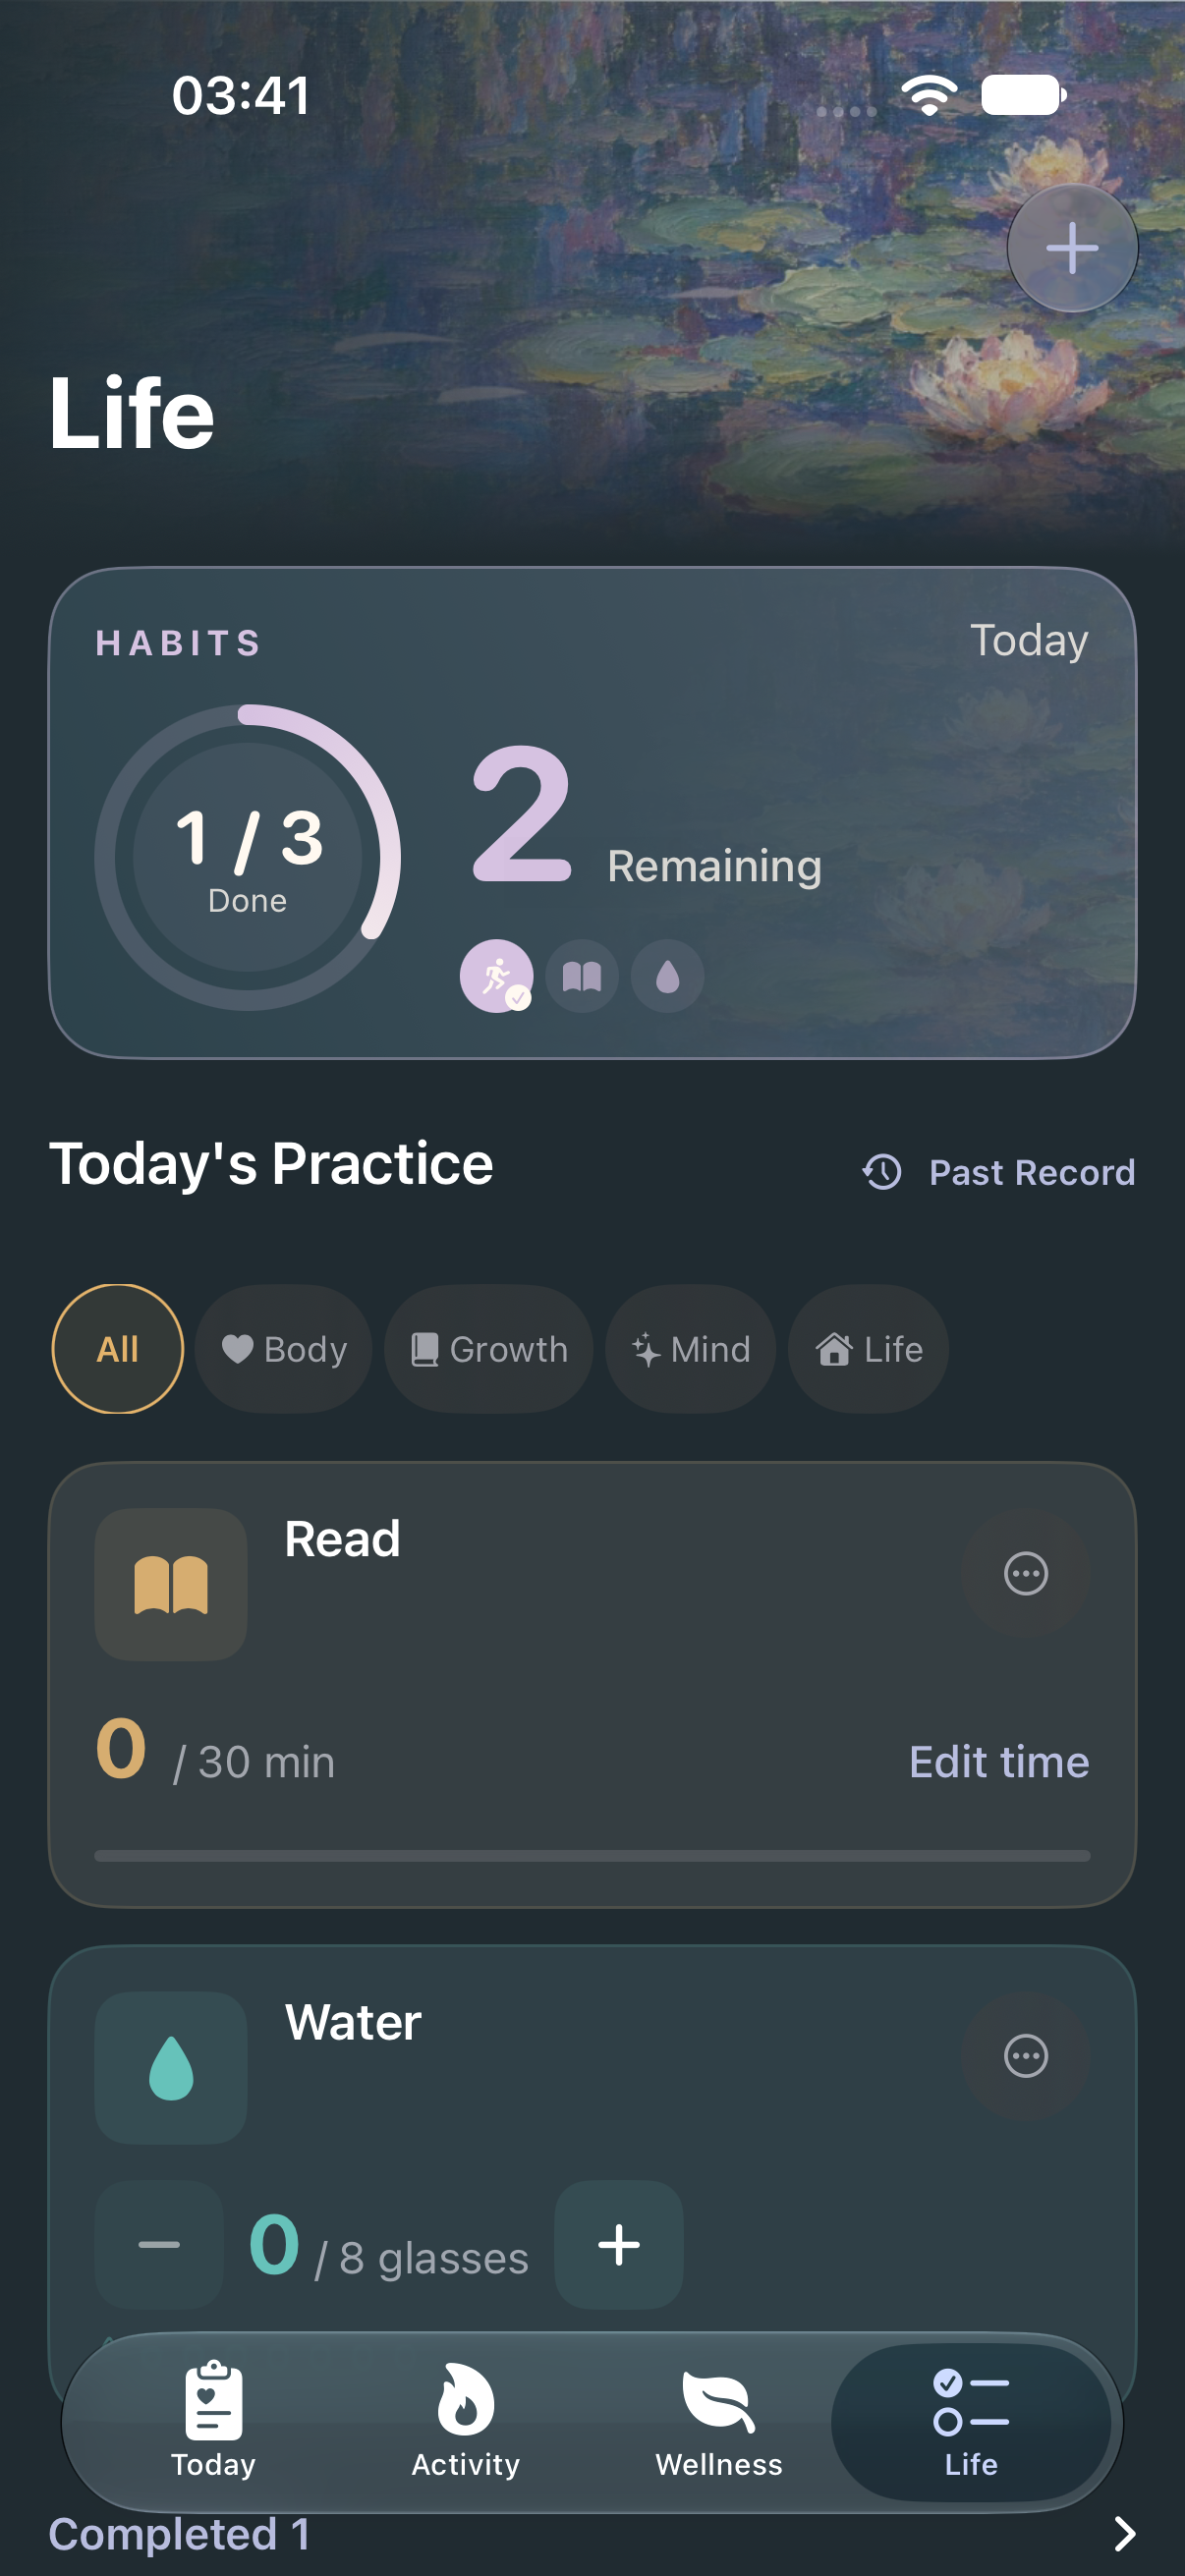 03:41
Life
HABITS
Today
1 / 3
Done
2 Remaining
Today's Practice
Past Record
All
Body
Growth
Mind
Life
Read
0 / 30 min
Edit time
Water
0 / 8 glasses
Today
Activity
Wellness
Life
Completed 1